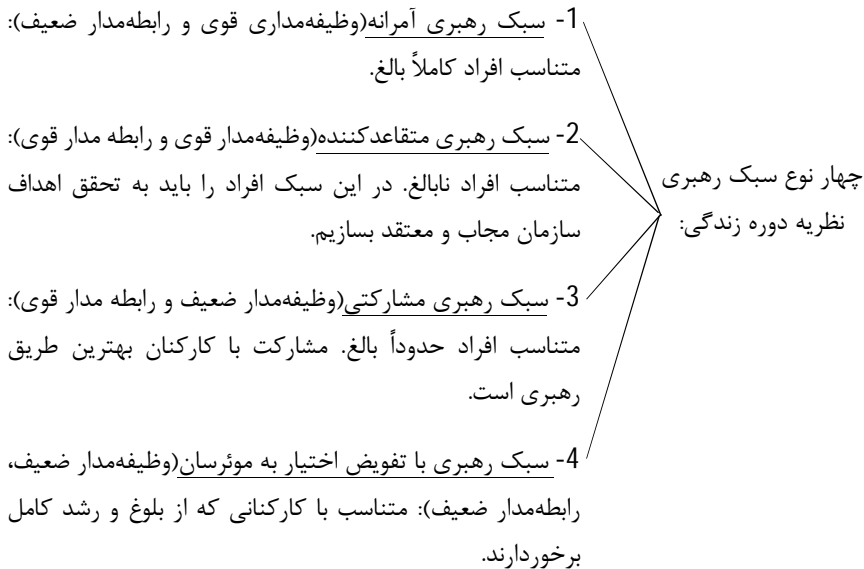 چهار نوع سبک رهبری
نظریه دوره زندگی:
1- سبک رهبری آمرانه(وظیفه‌مداری قوی و رابطه‌مدار ضعیف):
متناسب افراد کاملاً بالغ.
2- سبک رهبری متقاعدکننده(وظیفه‌مدار قوی و رابطه مدار قوی):
متناسب افراد نابالغ. در این سبک افراد را باید به تحقق اهداف
سازمان مجاب و معتقد بسازیم.
3- سبک رهبری مشارکتی(وظیفه‌مدار ضعیف و رابطه مدار قوی):
متناسب افراد حدوداً بالغ. مشارکت با کارکنان بهترین طریق
رهبری است.
4- سبک رهبری با تفویض اختیار به موئرسان(وظیفه‌مدار ضعیف،
رابطه‌مدار ضعیف): متناسب با کارکنانی که از بلوغ و رشد کامل
برخوردارند.